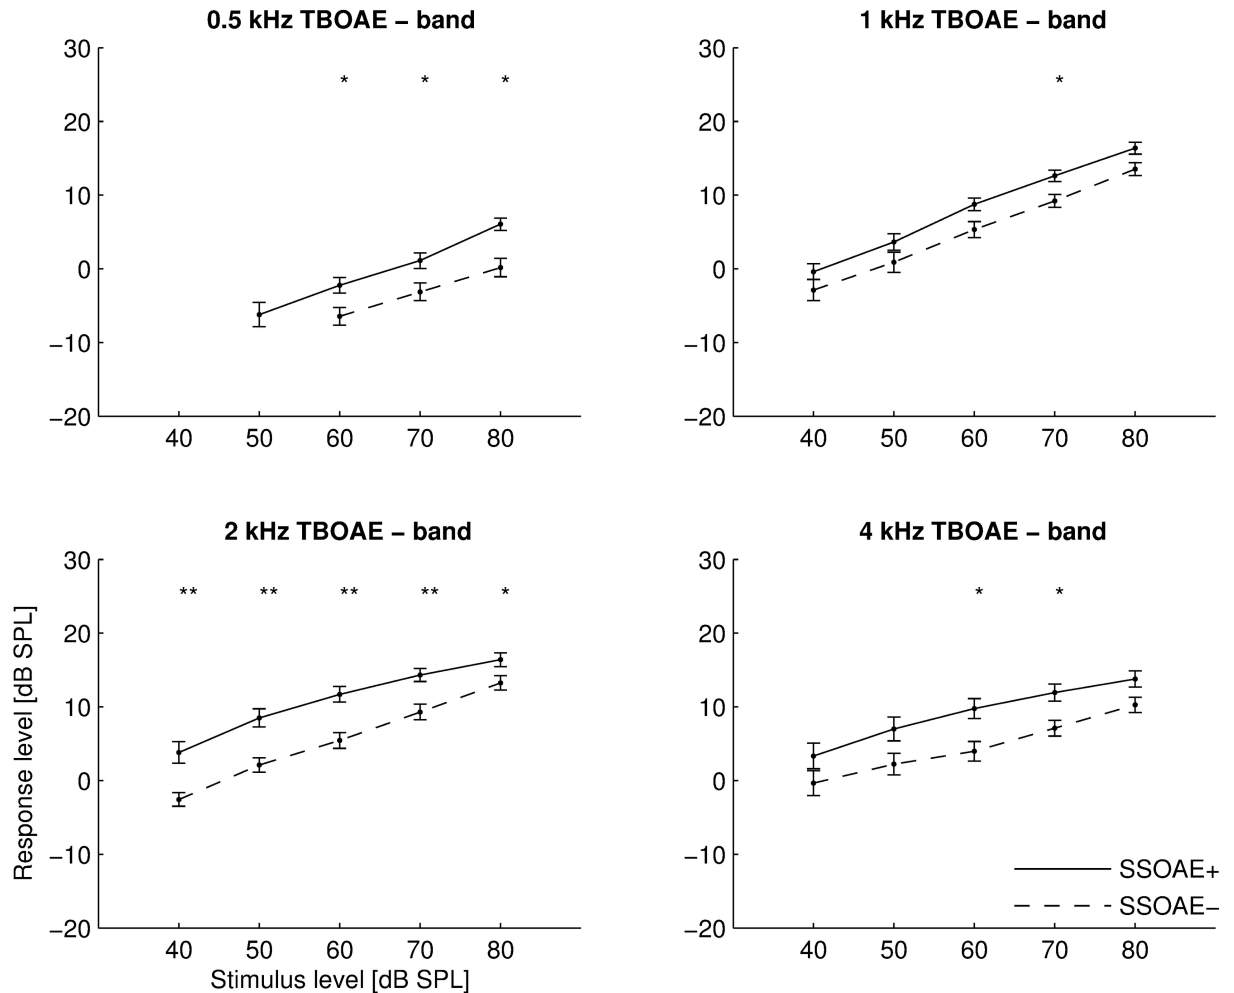 0.5 kHz TBOAE − band
30
20
10
0
−10
−20
* * *
40 50 60 70 80
1 kHz TBOAE − band
30
20
10
0
−10
−20
*
40 50 60 70 80
2 kHz TBOAE − band
30
20
10
0
−10
−20
** ** ** ** *
40 50 60 70 80
Response level [dB SPL]
Stimulus level [dB SPL]
4 kHz TBOAE − band
30
20
10
0
−10
−20
* *
40 50 60 70 80
SSOAE+
SSOAE−